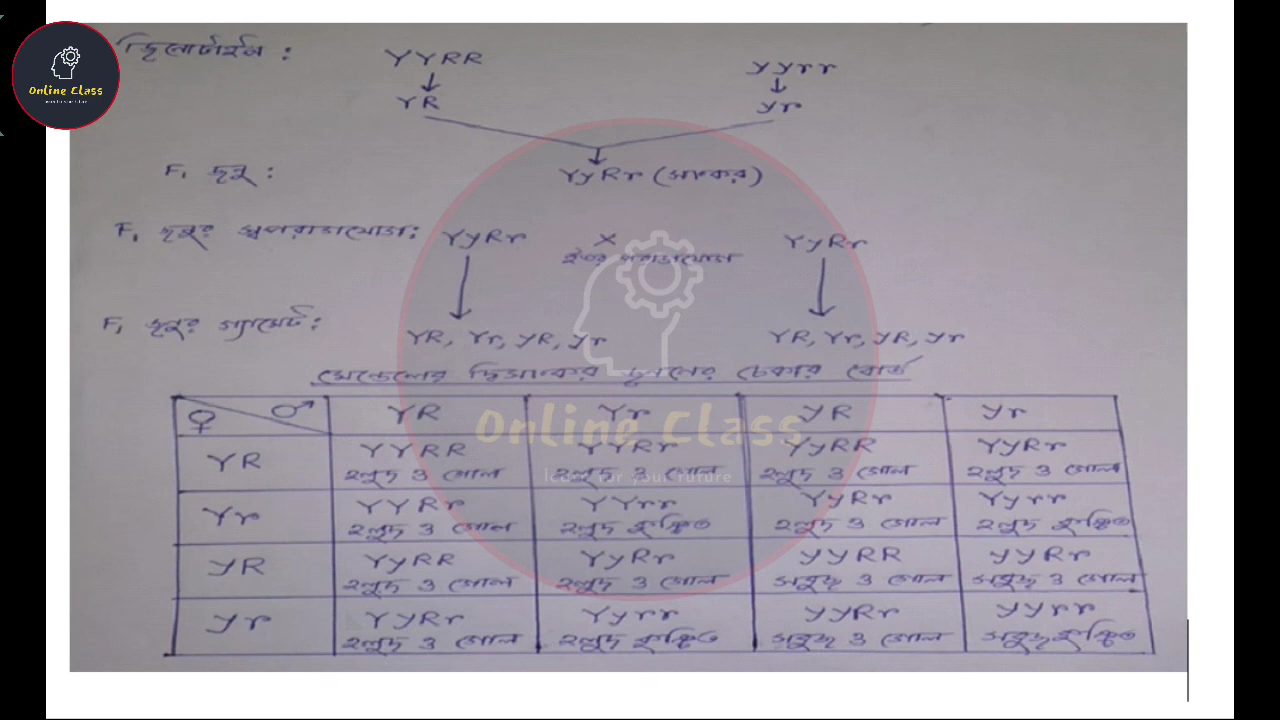 জিনোটাইপ : YYRR yyrr
YR yr
F₁ জনু : YyRr (সংকর)
F₁ জনুর স্বপরাগযোগ: YyRr X YyRr
ইতর পরাগযোগ
F₁ জনুর গ্যামেট : YR, Yr, yR, yr YR, Yr, yR, yr
মেন্ডেলের দ্বিসংকর জননের চেকার বোর্ড
♀ ♂ YR Yr yR yr
YR YYRR YYRr YyRR YyRr
হলুদ ও গোল হলুদ ও গোল হলুদ ও গোল হলুদ ও গোল
Yr YYRr YYrr YyRr Yyrr
হলুদ ও গোল হলুদ কুঞ্চিত হলুদ ও গোল হলুদ কুঞ্চিত
yR YyRR YyRr yyRR yyRr
হলুদ ও গোল হলুদ ও গোল সবুজ ও গোল সবুজ ও গোল
yr YyRr Yyrr yyRr yyrr
হলুদ ও গোল হলুদ কুঞ্চিত সবুজ ও গোল সবুজ কুঞ্চিত
Online Class
Online Class